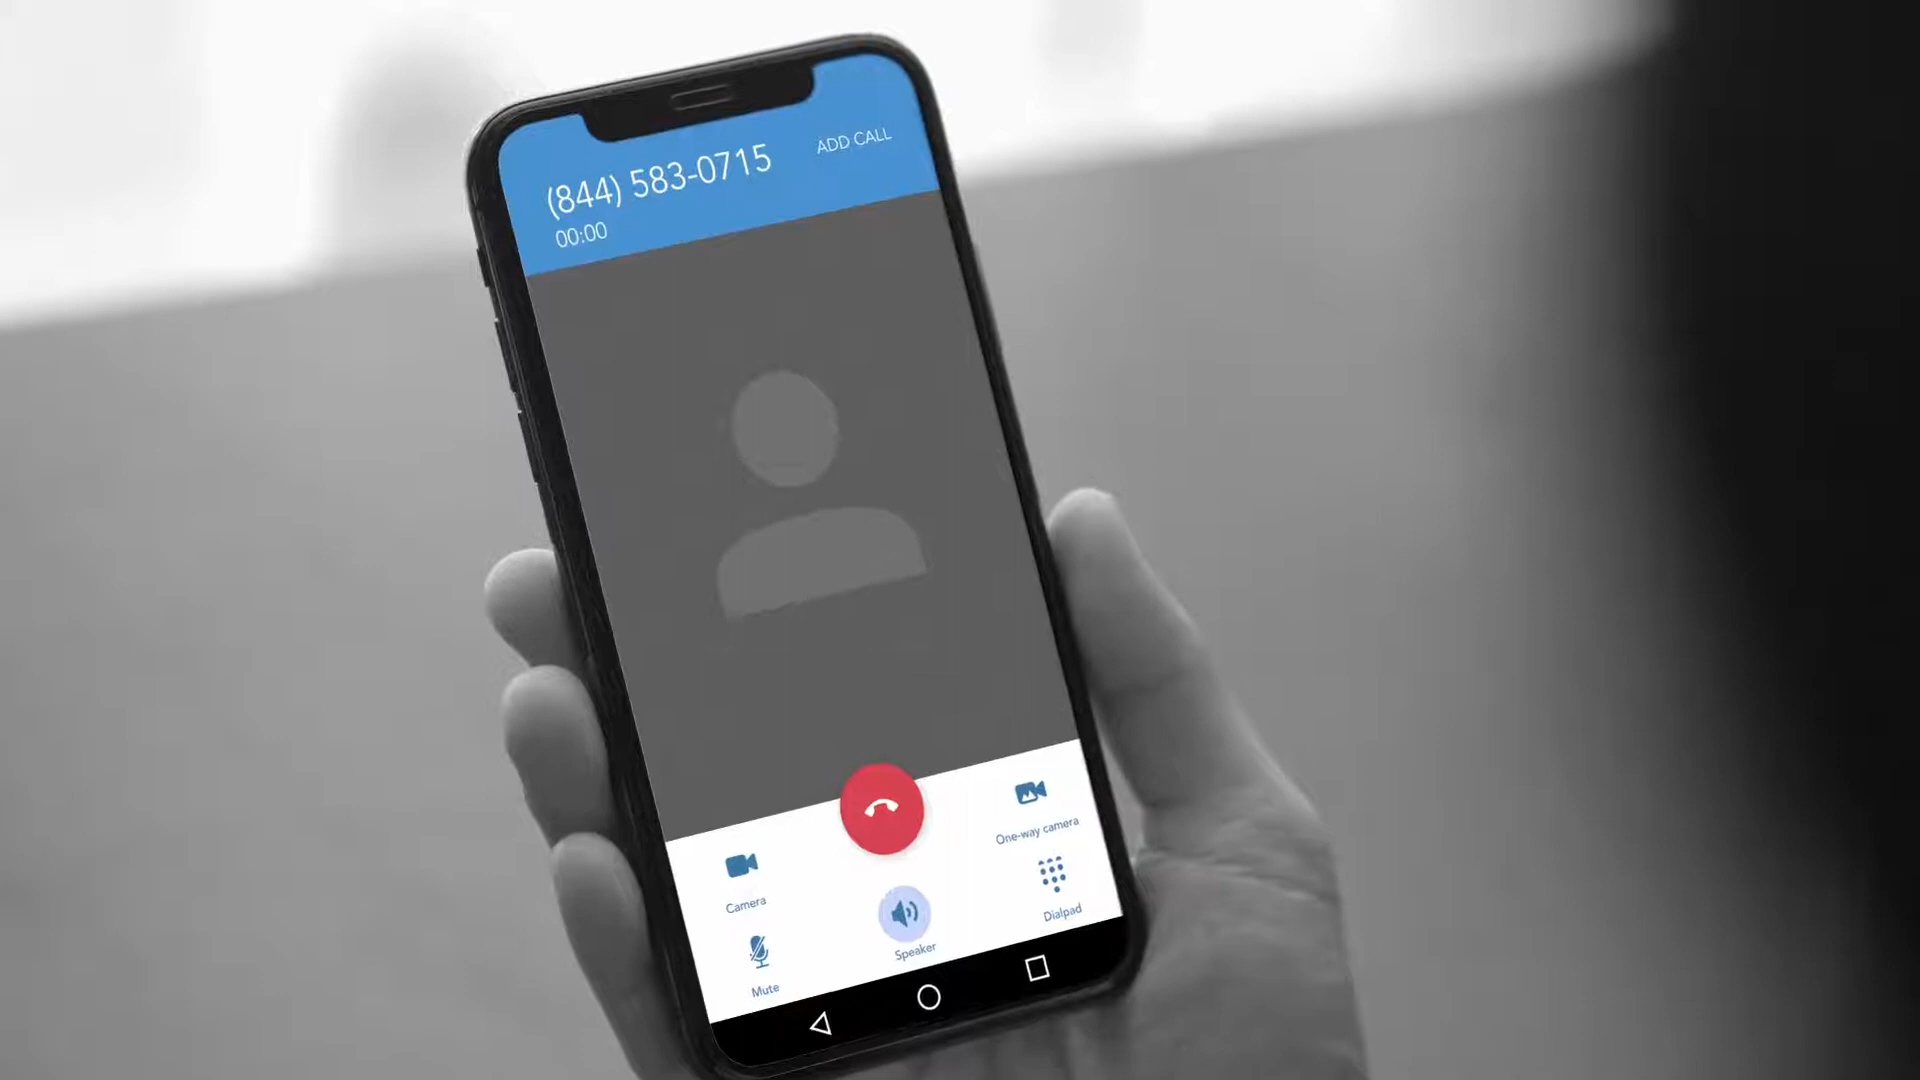 (844) 583-0715
ADD CALL
00:00
One-way camera
Camera
Dialpad
Speaker
Mute